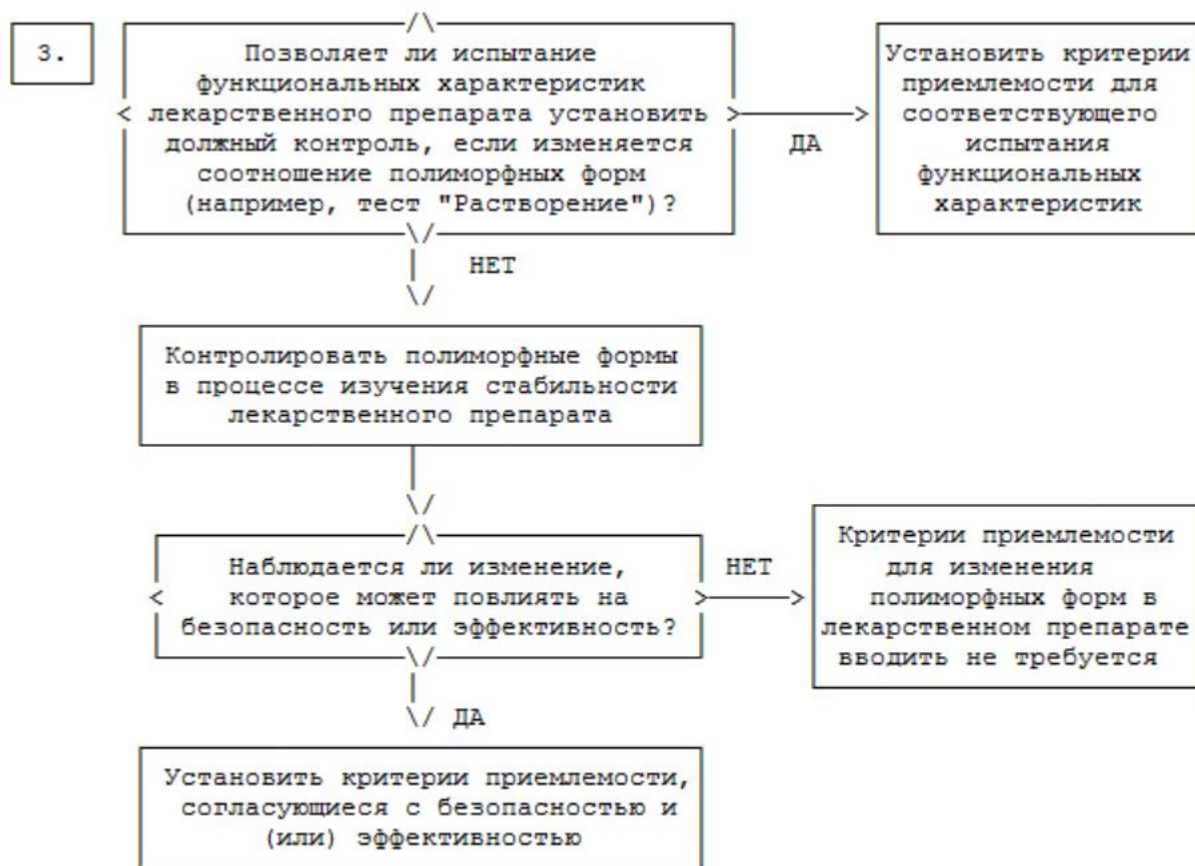 3.
Позволяет ли испытание
функциональных характеристик
лекарственного препарата установить
должный контроль, если изменяется
соотношение полиморфных форм
(например, тест "Растворение")?
ДА
Установить критерии
приемлемости для
соответствующего
испытания
функциональных
характеристик
НЕТ
Контролировать полиморфные формы
в процессе изучения стабильности
лекарственного препарата
Наблюдается ли изменение,
которое может повлиять на
безопасность или эффективность?
НЕТ
Критерии приемлемости
для изменения
полиморфных форм в
лекарственном препарате
вводить не требуется
ДА
Установить критерии приемлемости,
согласующиеся с безопасностью и
(или) эффективностью